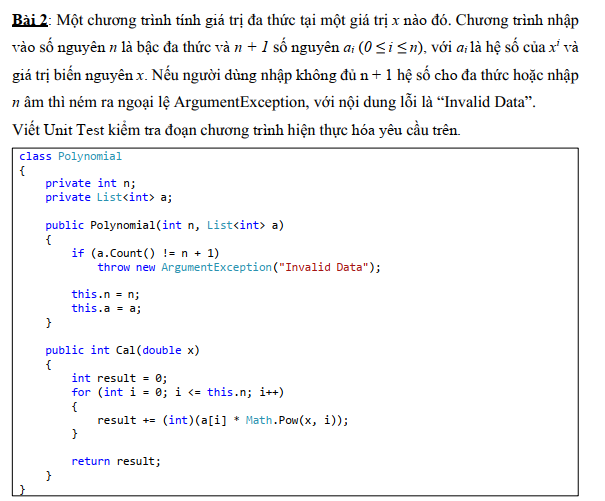 Bài 2: Một chương trình tính giá trị đa thức tại một giá trị x nào đó. Chương trình nhập
vào số nguyên n là bậc đa thức và n + 1 số nguyên aᵢ (0 ≤ i ≤ n), với aᵢ là hệ số của xⁱ và
giá trị biến nguyên x. Nếu người dùng nhập không đủ n + 1 hệ số cho đa thức hoặc nhập
n âm thì ném ra ngoại lệ ArgumentException, với nội dung lỗi là “Invalid Data”.
Viết Unit Test kiểm tra đoạn chương trình hiện thực hóa yêu cầu trên.
class Polynomial
{
    private int n;
    private List<int> a;

    public Polynomial(int n, List<int> a)
    {
        if (a.Count() != n + 1)
            throw new ArgumentException("Invalid Data");

        this.n = n;
        this.a = a;
    }

    public int Cal(double x)
    {
        int result = 0;
        for (int i = 0; i <= this.n; i++)
        {
            result += (int)(a[i] * Math.Pow(x, i));
        }

        return result;
    }
}